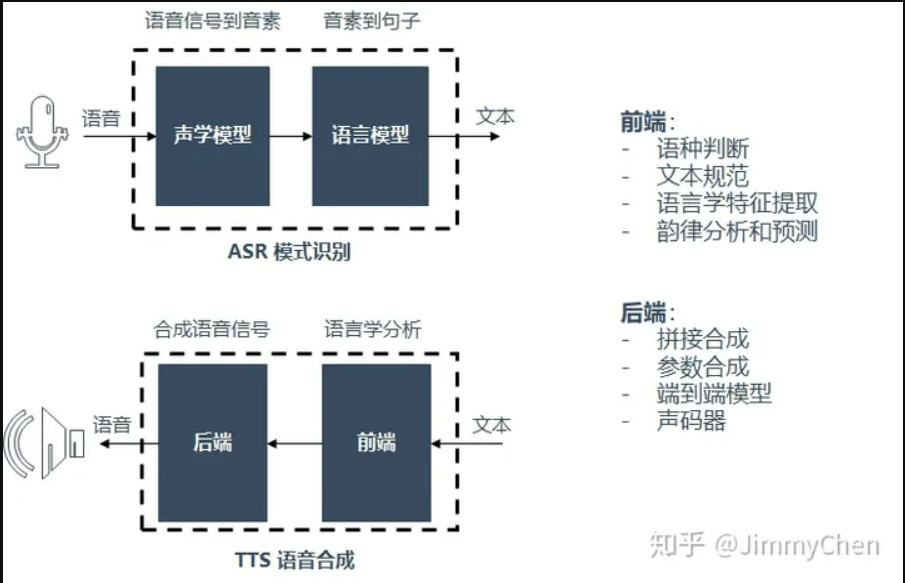 语音信号到音素
音素到句子
语音
声学模型
语言模型
文本
ASR 模式识别
合成语音信号
语言学分析
语音
后端
前端
文本
TTS 语音合成
前端：
- 语种判断
- 文本规范
- 语言学特征提取
- 韵律分析和预测
后端：
- 拼接合成
- 参数合成
- 端到端模型
- 声码器
知乎 @JimmyChen